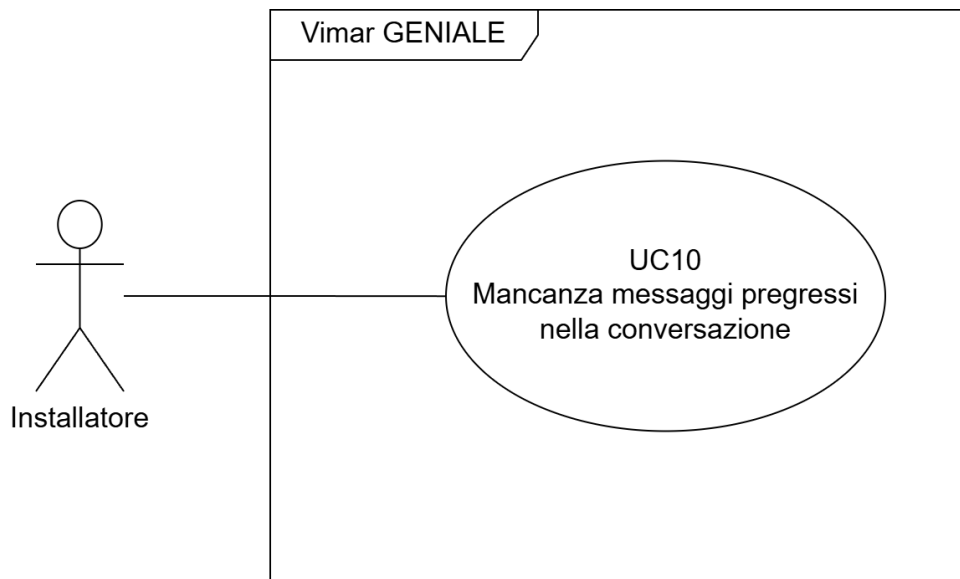 Vimar GENIALE
UC10
Mancanza messaggi pregressi
nella conversazione
Installatore